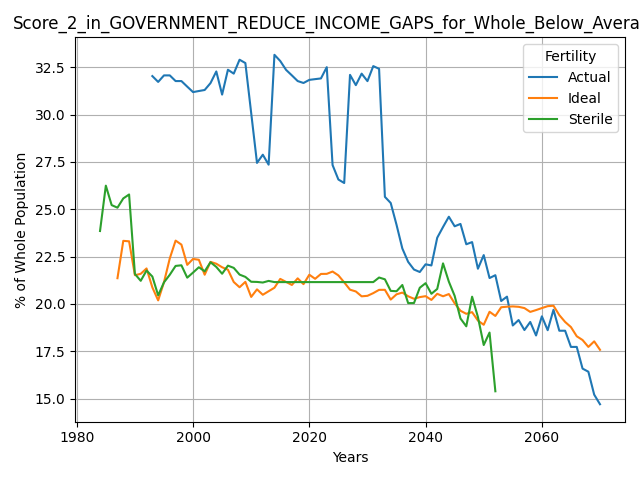 Score_2_in_GOVERNMENT_REDUCE_INCOME_GAPS_for_Whole_Below_Avera
Fertility
Actual
Ideal
Sterile
% of Whole Population
32.5
30.0
27.5
25.0
22.5
20.0
17.5
15.0
1980
2000
2020
2040
2060
Years